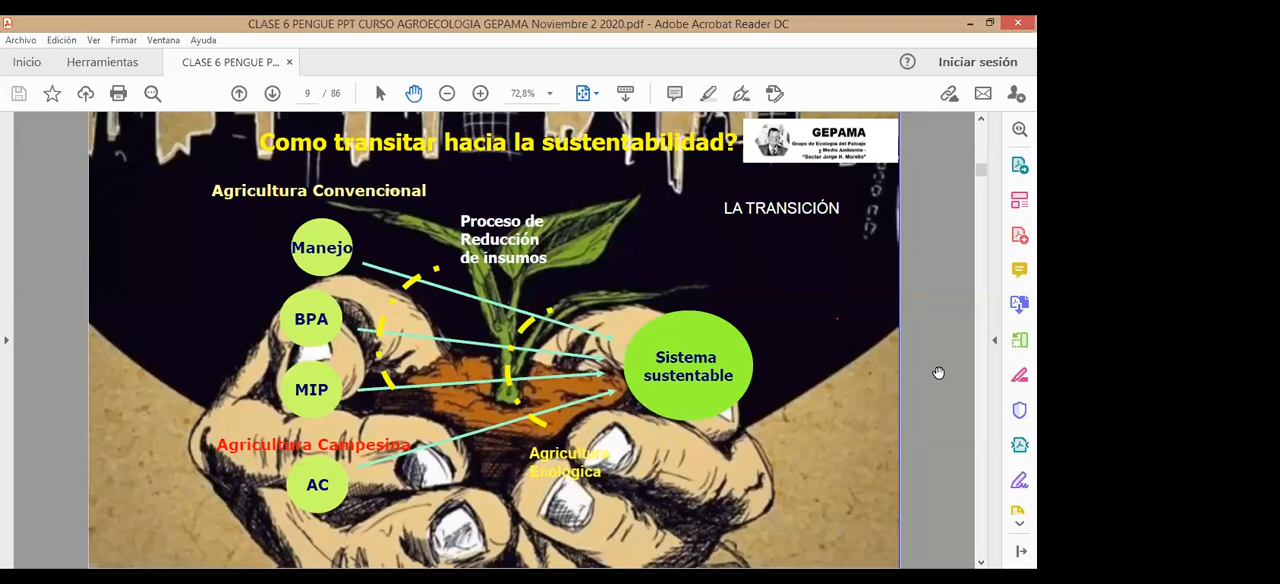 CLASE 6 PENGUE PPT CURSO AGROECOLOGIA GEPAMA Noviembre 2 2020.pdf - Adobe Acrobat Reader DC
Archivo Edición Ver Firmar Ventana Ayuda
Inicio Herramientas CLASE 6 PENGUE P... × Iniciar sesión
9 / 86 72,8%
Como transitar hacia la sustentabilidad?
GEPAMA
Grupo de Ecología del Paisaje
y Medio Ambiente -
"Doctor Jorge H. Morello"
Agricultura Convencional
LA TRANSICIÓN
Proceso de
Reducción
de insumos
Manejo
BPA
MIP
Sistema
sustentable
Agricultura Campesina
Agricultura
Ecológica
AC